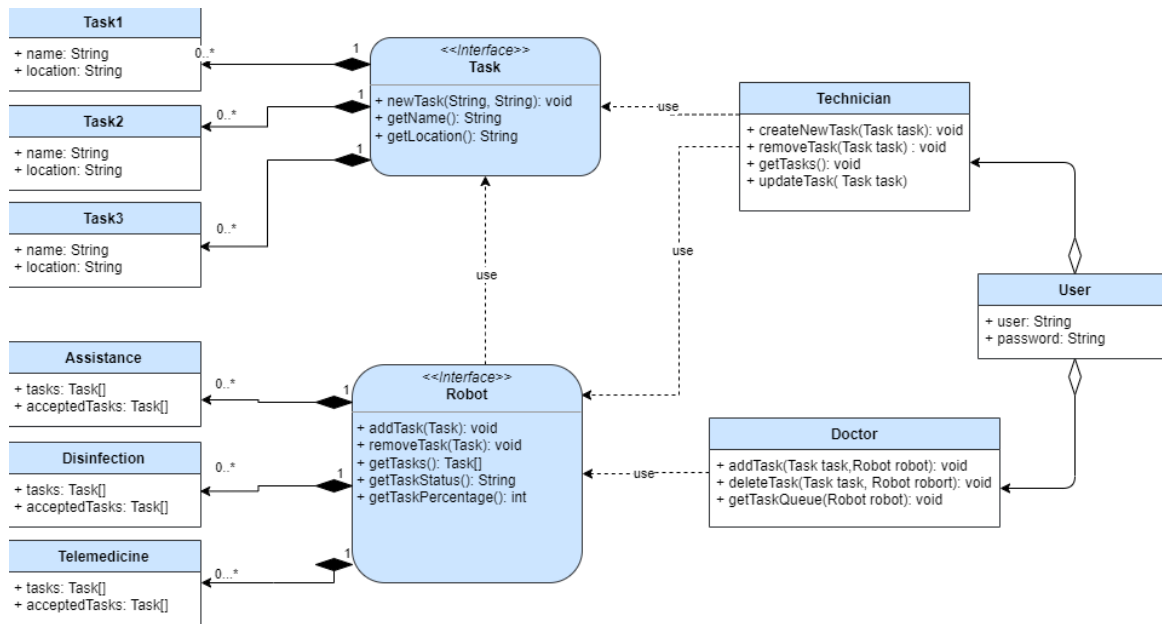 Task1
+ name: String
+ location: String
0..*
1
<<Interface>>
Task
+ newTask(String, String): void
+ getName(): String
+ getLocation(): String
Task2
+ name: String
+ location: String
0..*
1
Task3
+ name: String
+ location: String
0..*
1
use
Technician
+ createNewTask(Task task): void
+ removeTask(Task task) : void
+ getTasks(): void
+ updateTask( Task task)
use
use
User
+ user: String
+ password: String
Assistance
+ tasks: Task[]
+ acceptedTasks: Task[]
0..*
1
<<Interface>>
Robot
+ addTask(Task): void
+ removeTask(Task): void
+ getTasks(): Task[]
+ getTaskStatus(): String
+ getTaskPercentage(): int
Disinfection
+ tasks: Task[]
+ acceptedTasks: Task[]
0..*
1
Telemedicine
+ tasks: Task[]
+ acceptedTasks: Task[]
0...*
1
use
Doctor
+ addTask(Task task,Robot robot): void
+ deleteTask(Task task, Robot robort): void
+ getTaskQueue(Robot robot): void